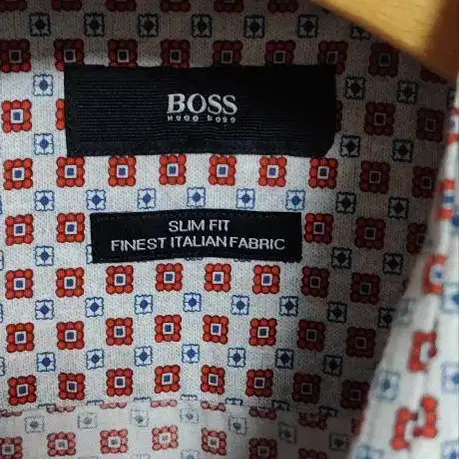 BOSS
HUGO BOSS
SLIM FIT
FINEST ITALIAN FABRIC